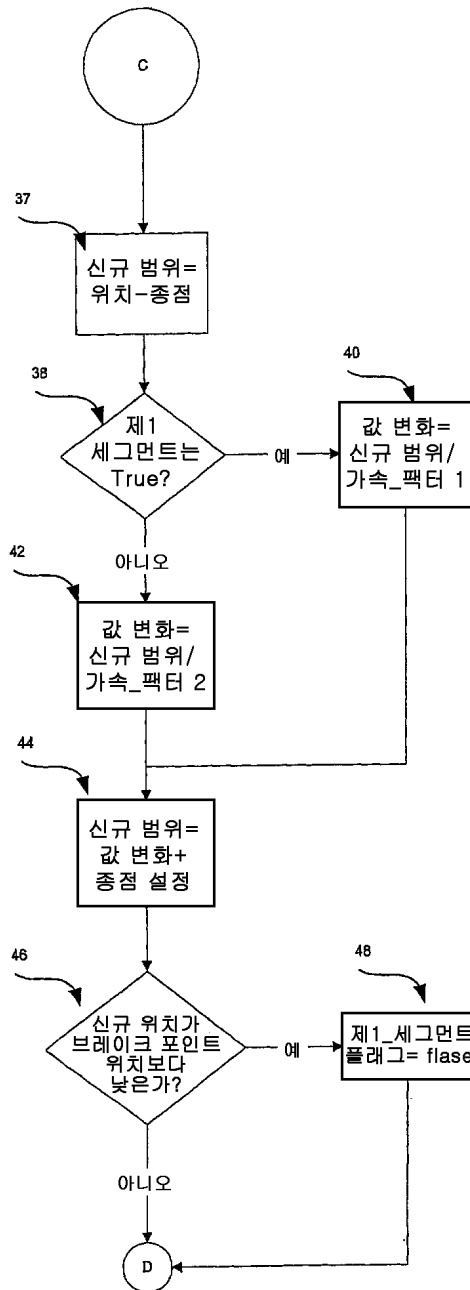 C
37
신규 범위=
위치-종점
38
제1
세그먼트는
True?
예
40
값 변화=
신규 범위/
가속_팩터 1
아니오
42
값 변화=
신규 범위/
가속_팩터 2
44
신규 범위=
값 변화+
종점 설정
46
신규 위치가
브레이크 포인트
위치보다
낮은가?
예
48
제1_세그먼트
플래그= flase
아니오
D